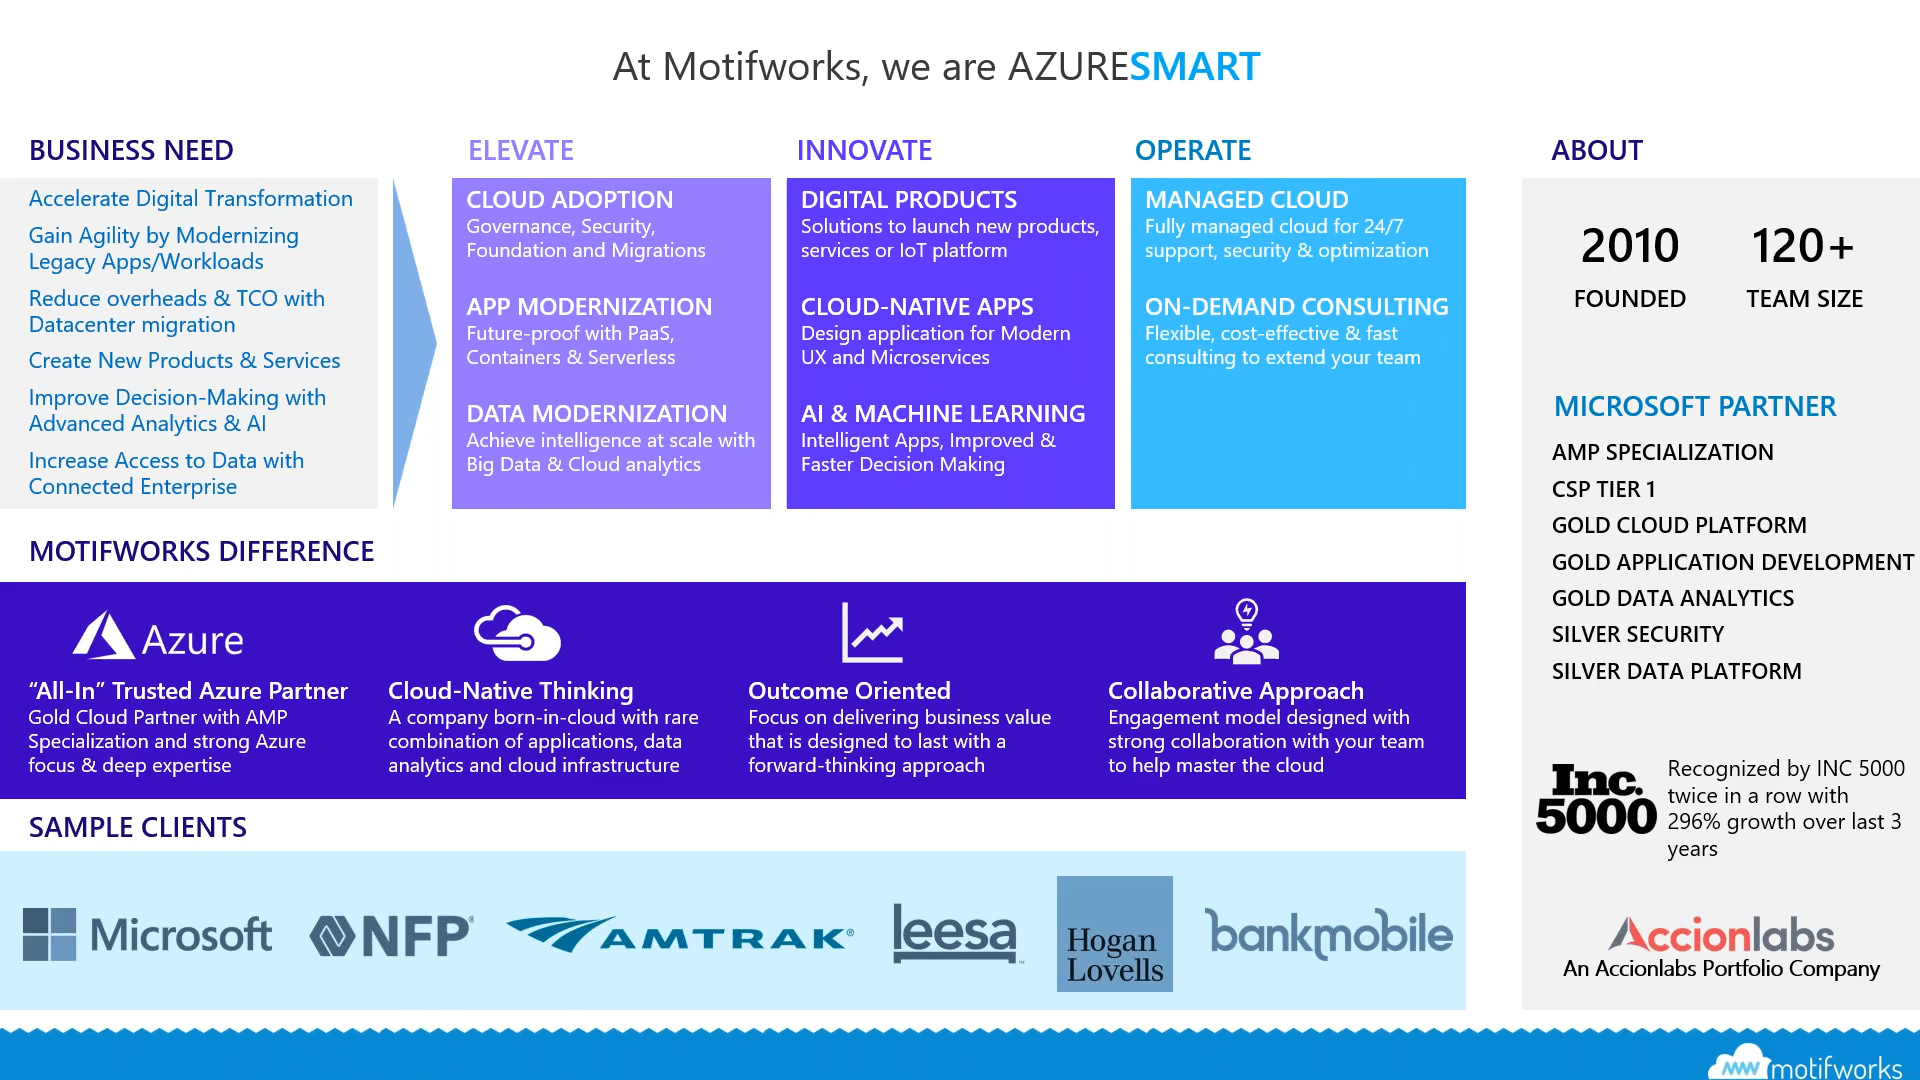 At Motifworks, we are AZURESMART
BUSINESS NEED
Accelerate Digital Transformation
Gain Agility by Modernizing
Legacy Apps/Workloads
Reduce overheads & TCO with
Datacenter migration
Create New Products & Services
Improve Decision-Making with
Advanced Analytics & AI
Increase Access to Data with
Connected Enterprise
ELEVATE
CLOUD ADOPTION
Governance, Security,
Foundation and Migrations
APP MODERNIZATION
Future-proof with PaaS,
Containers & Serverless
DATA MODERNIZATION
Achieve intelligence at scale with
Big Data & Cloud analytics
INNOVATE
DIGITAL PRODUCTS
Solutions to launch new products,
services or IoT platform
CLOUD-NATIVE APPS
Design application for Modern
UX and Microservices
AI & MACHINE LEARNING
Intelligent Apps, Improved &
Faster Decision Making
OPERATE
MANAGED CLOUD
Fully managed cloud for 24/7
support, security & optimization
ON-DEMAND CONSULTING
Flexible, cost-effective & fast
consulting to extend your team
MOTIFWORKS DIFFERENCE
Azure
“All-In” Trusted Azure Partner
Gold Cloud Partner with AMP
Specialization and strong Azure
focus & deep expertise
Cloud-Native Thinking
A company born-in-cloud with rare
combination of applications, data
analytics and cloud infrastructure
Outcome Oriented
Focus on delivering business value
that is designed to last with a
forward-thinking approach
Collaborative Approach
Engagement model designed with
strong collaboration with your team
to help master the cloud
SAMPLE CLIENTS
Microsoft
NFP®
AMTRAK®
leesa™
Hogan
Lovells
bankmobile
ABOUT
2010
FOUNDED
120+
TEAM SIZE
MICROSOFT PARTNER
AMP SPECIALIZATION
CSP TIER 1
GOLD CLOUD PLATFORM
GOLD APPLICATION DEVELOPMENT
GOLD DATA ANALYTICS
SILVER SECURITY
SILVER DATA PLATFORM
Inc.
5000
Recognized by INC 5000
twice in a row with
296% growth over last 3
years
Accionlabs
An Accionlabs Portfolio Company
MW motifworks